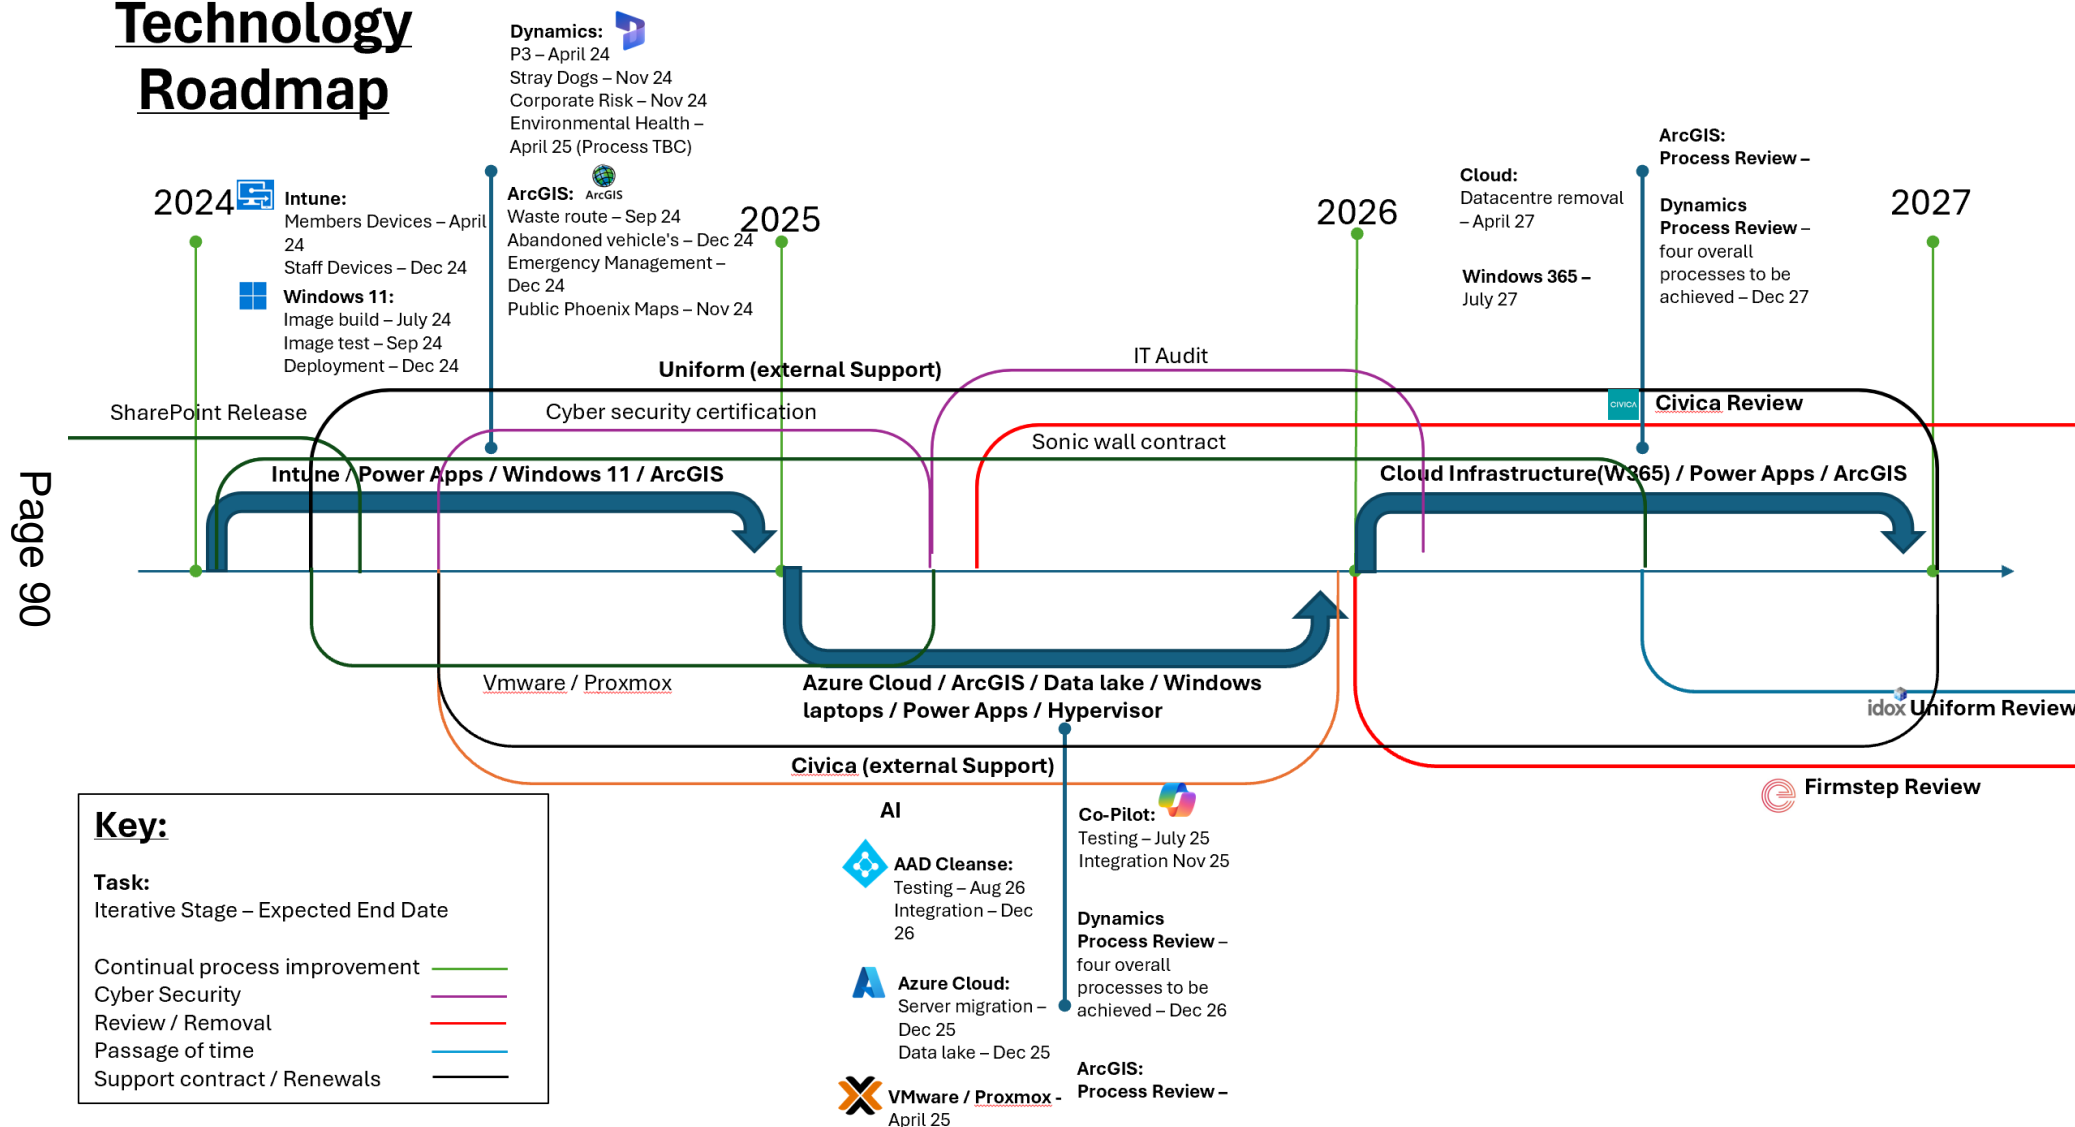 Technology
Roadmap
Dynamics:
P3 – April 24
Stray Dogs – Nov 24
Corporate Risk – Nov 24
Environmental Health –
April 25 (Process TBC)
2024
Intune:
Members Devices – April
24
Staff Devices – Dec 24
Windows 11:
Image build – July 24
Image test – Sep 24
Deployment – Dec 24
ArcGIS:
ArcGIS
Waste route – Sep 24
Abandoned vehicle's – Dec 24
Emergency Management –
Dec 24
Public Phoenix Maps – Nov 24
2025
2026
Cloud:
Datacentre removal
– April 27
Windows 365 –
July 27
ArcGIS:
Process Review –
Dynamics
Process Review –
four overall
processes to be
achieved – Dec 27
2027
IT Audit
Uniform (external Support)
SharePoint Release
Cyber security certification
CIVICA
Civica Review
Sonic wall contract
Intune / Power Apps / Windows 11 / ArcGIS
Cloud Infrastructure(W365) / Power Apps / ArcGIS
Page 90
Vmware / Proxmox
Azure Cloud / ArcGIS / Data lake / Windows
laptops / Power Apps / Hypervisor
idox Uniform Review
Civica (external Support)
Firmstep Review
AI
AAD Cleanse:
Testing – Aug 26
Integration – Dec
26
Azure Cloud:
Server migration –
Dec 25
Data lake – Dec 25
VMware / Proxmox -
April 25
Co-Pilot:
Testing – July 25
Integration Nov 25
Dynamics
Process Review –
four overall
processes to be
achieved – Dec 26
ArcGIS:
Process Review –
Key:
Task:
Iterative Stage – Expected End Date
Continual process improvement
Cyber Security
Review / Removal
Passage of time
Support contract / Renewals